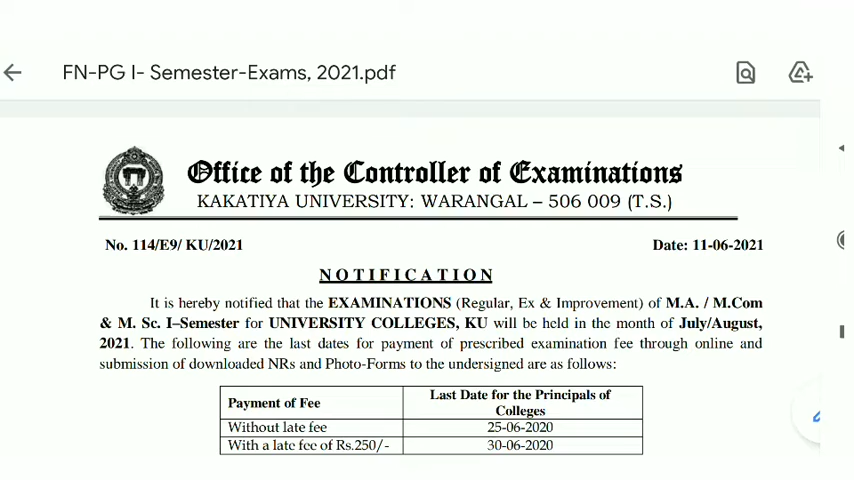 FN-PG I- Semester-Exams, 2021.pdf
Office of the Controller of Examinations
KAKATIYA UNIVERSITY: WARANGAL – 506 009 (T.S.)
No. 114/E9/ KU/2021 Date: 11-06-2021
NOTIFICATION
It is hereby notified that the EXAMINATIONS (Regular, Ex & Improvement) of M.A. / M.Com
& M. Sc. I–Semester for UNIVERSITY COLLEGES, KU will be held in the month of July/August,
2021. The following are the last dates for payment of prescribed examination fee through online and
submission of downloaded NRs and Photo-Forms to the undersigned are as follows:
Payment of Fee Last Date for the Principals of
Colleges
Without late fee 25-06-2020
With a late fee of Rs.250/- 30-06-2020